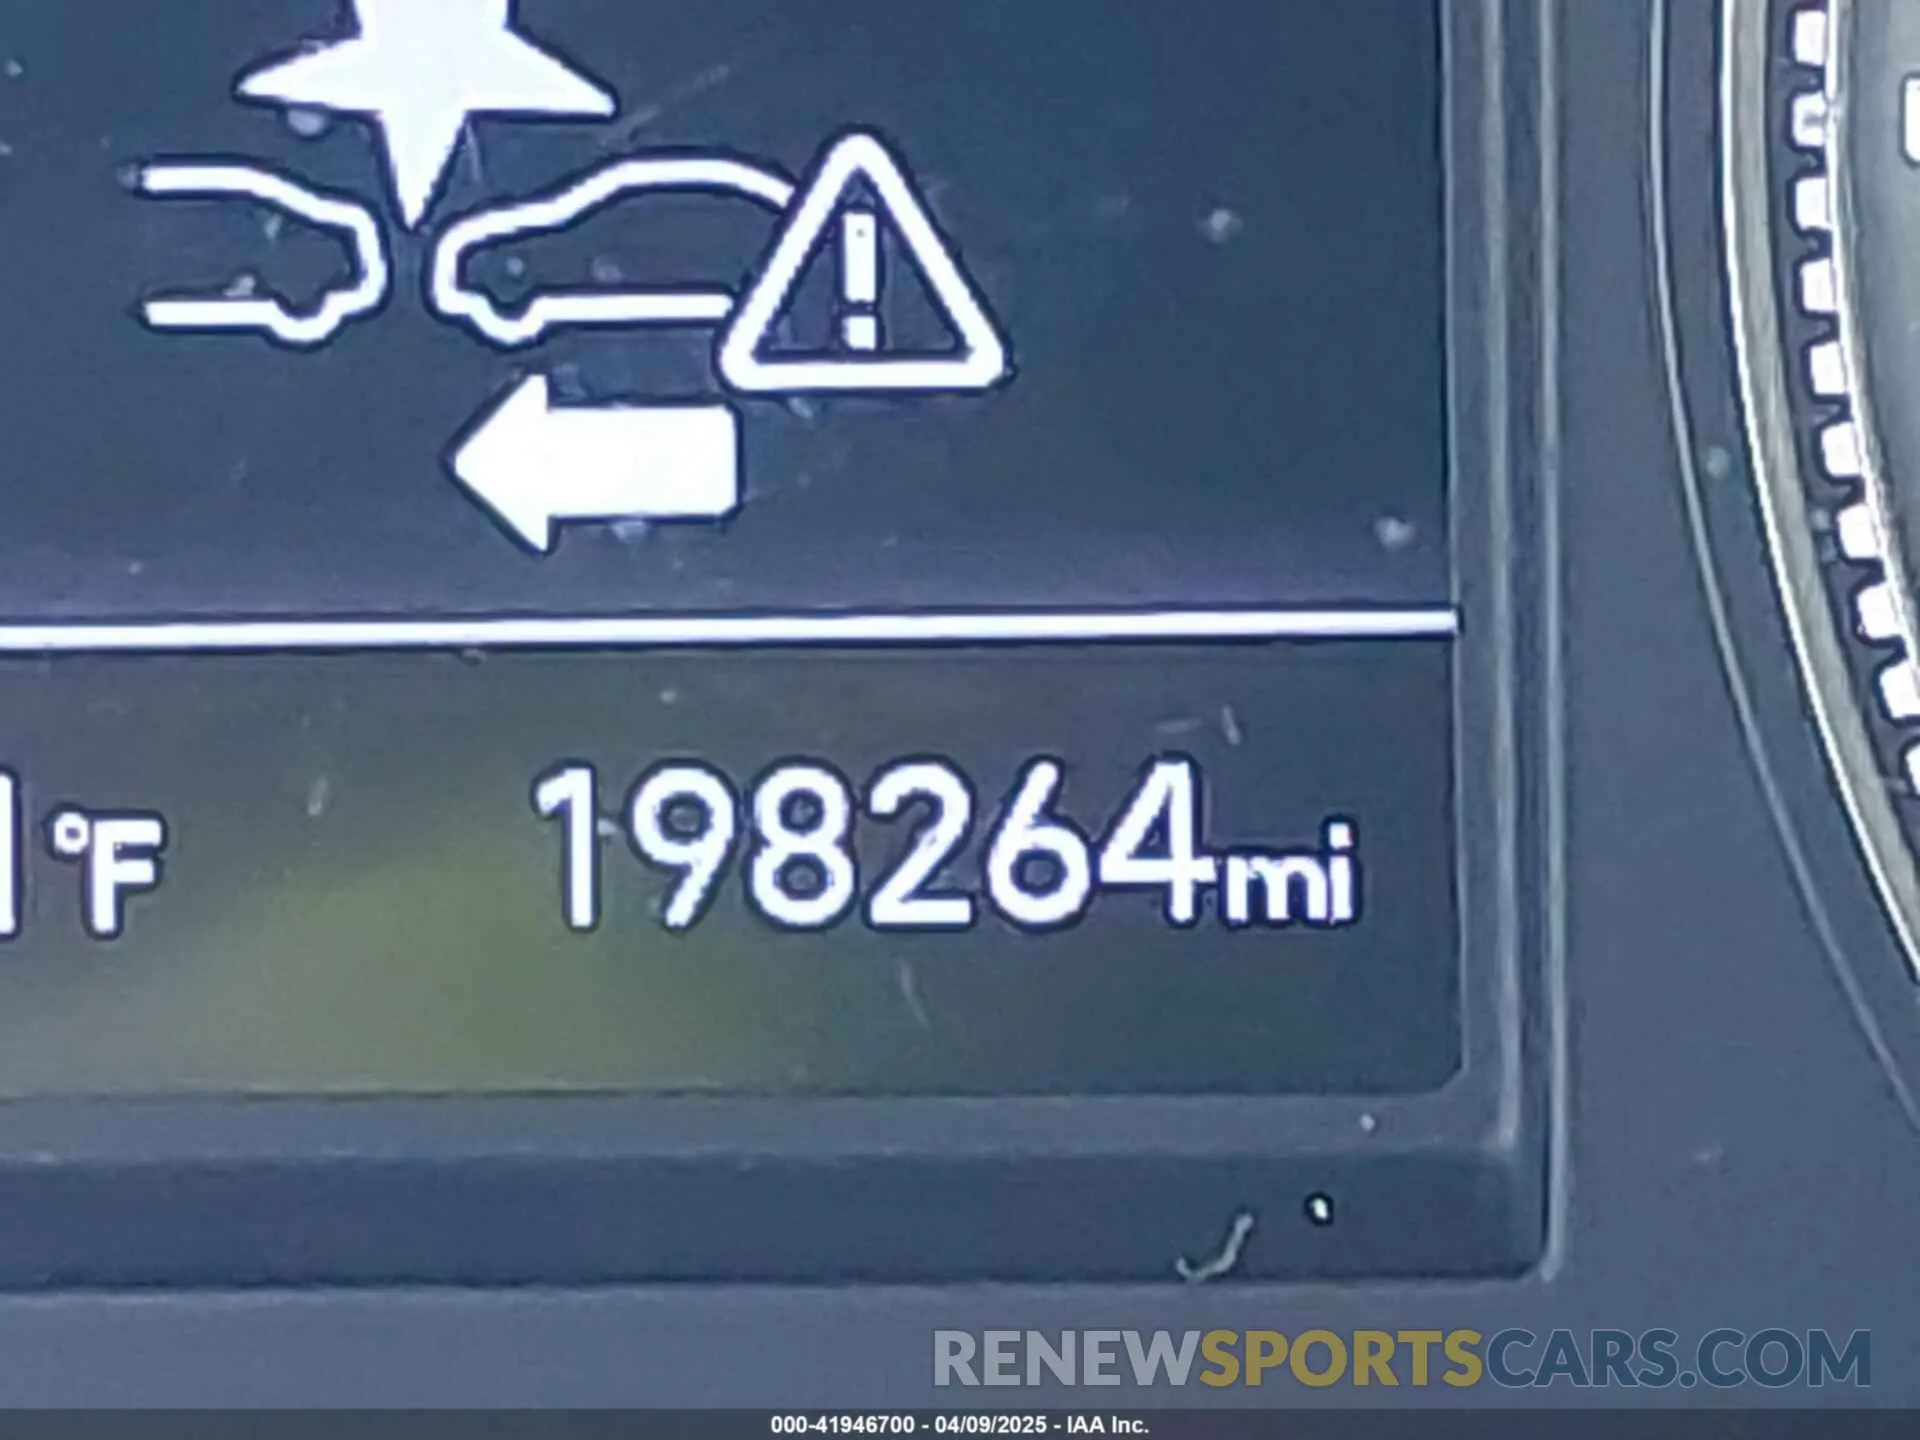 °F
198264mi
RENEWSPORTSCARS.COM
000-41946700 - 04/09/2025 - IAA Inc.